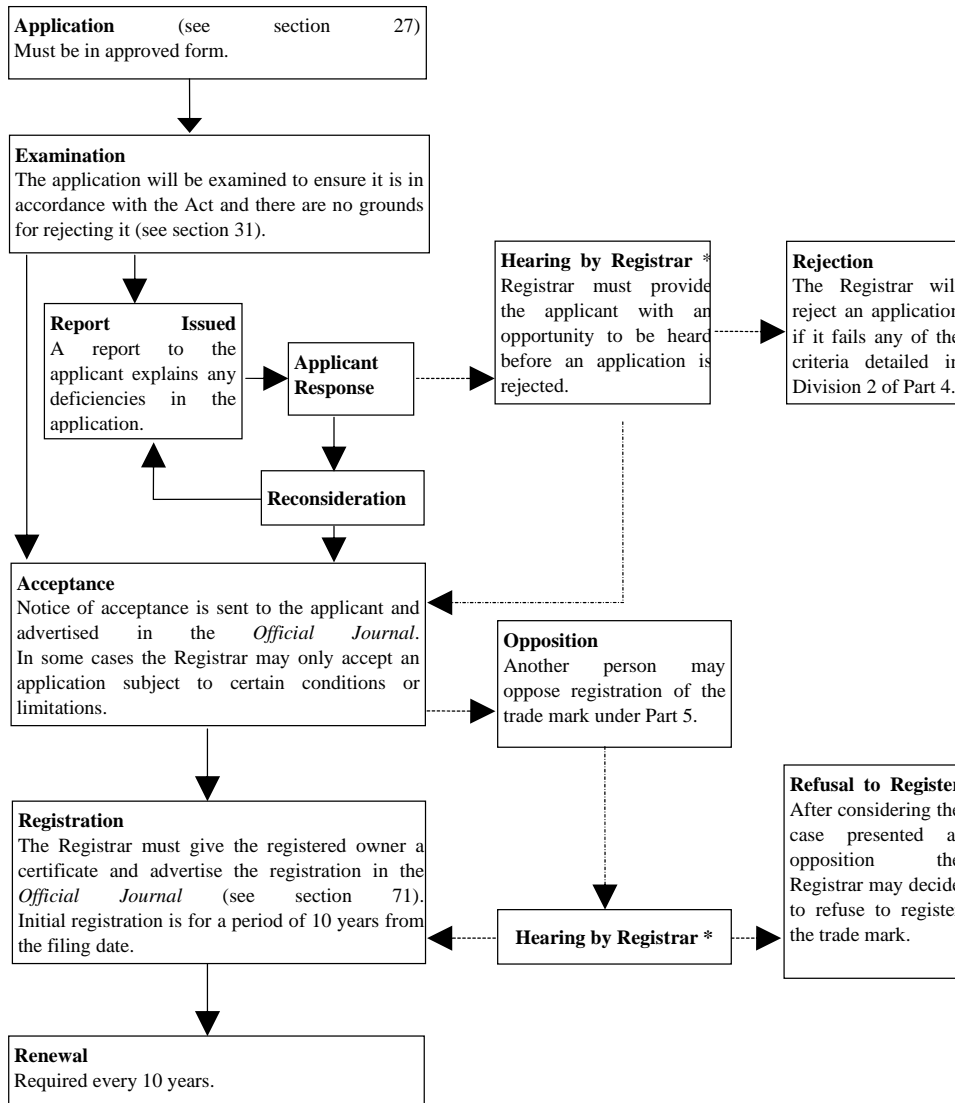 Application (see section 27)
Must be in approved form.
Examination
The application will be examined to ensure it is in
accordance with the Act and there are no grounds
for rejecting it (see section 31).
Report Issued
A report to the
applicant explains any
deficiencies in the
application.
Applicant
Response
Hearing by Registrar *
Registrar must provide
the applicant with an
opportunity to be heard
before an application is
rejected.
Rejection
The Registrar will
reject an application
if it fails any of the
criteria detailed in
Division 2 of Part 4.
Reconsideration
Acceptance
Notice of acceptance is sent to the applicant and
advertised in the Official Journal.
In some cases the Registrar may only accept an
application subject to certain conditions or
limitations.
Opposition
Another person may
oppose registration of the
trade mark under Part 5.
Registration
The Registrar must give the registered owner a
certificate and advertise the registration in the
Official Journal (see section 71).
Initial registration is for a period of 10 years from
the filing date.
Hearing by Registrar *
Refusal to Register
After considering the
case presented at
opposition the
Registrar may decide
to refuse to register
the trade mark.
Renewal
Required every 10 years.